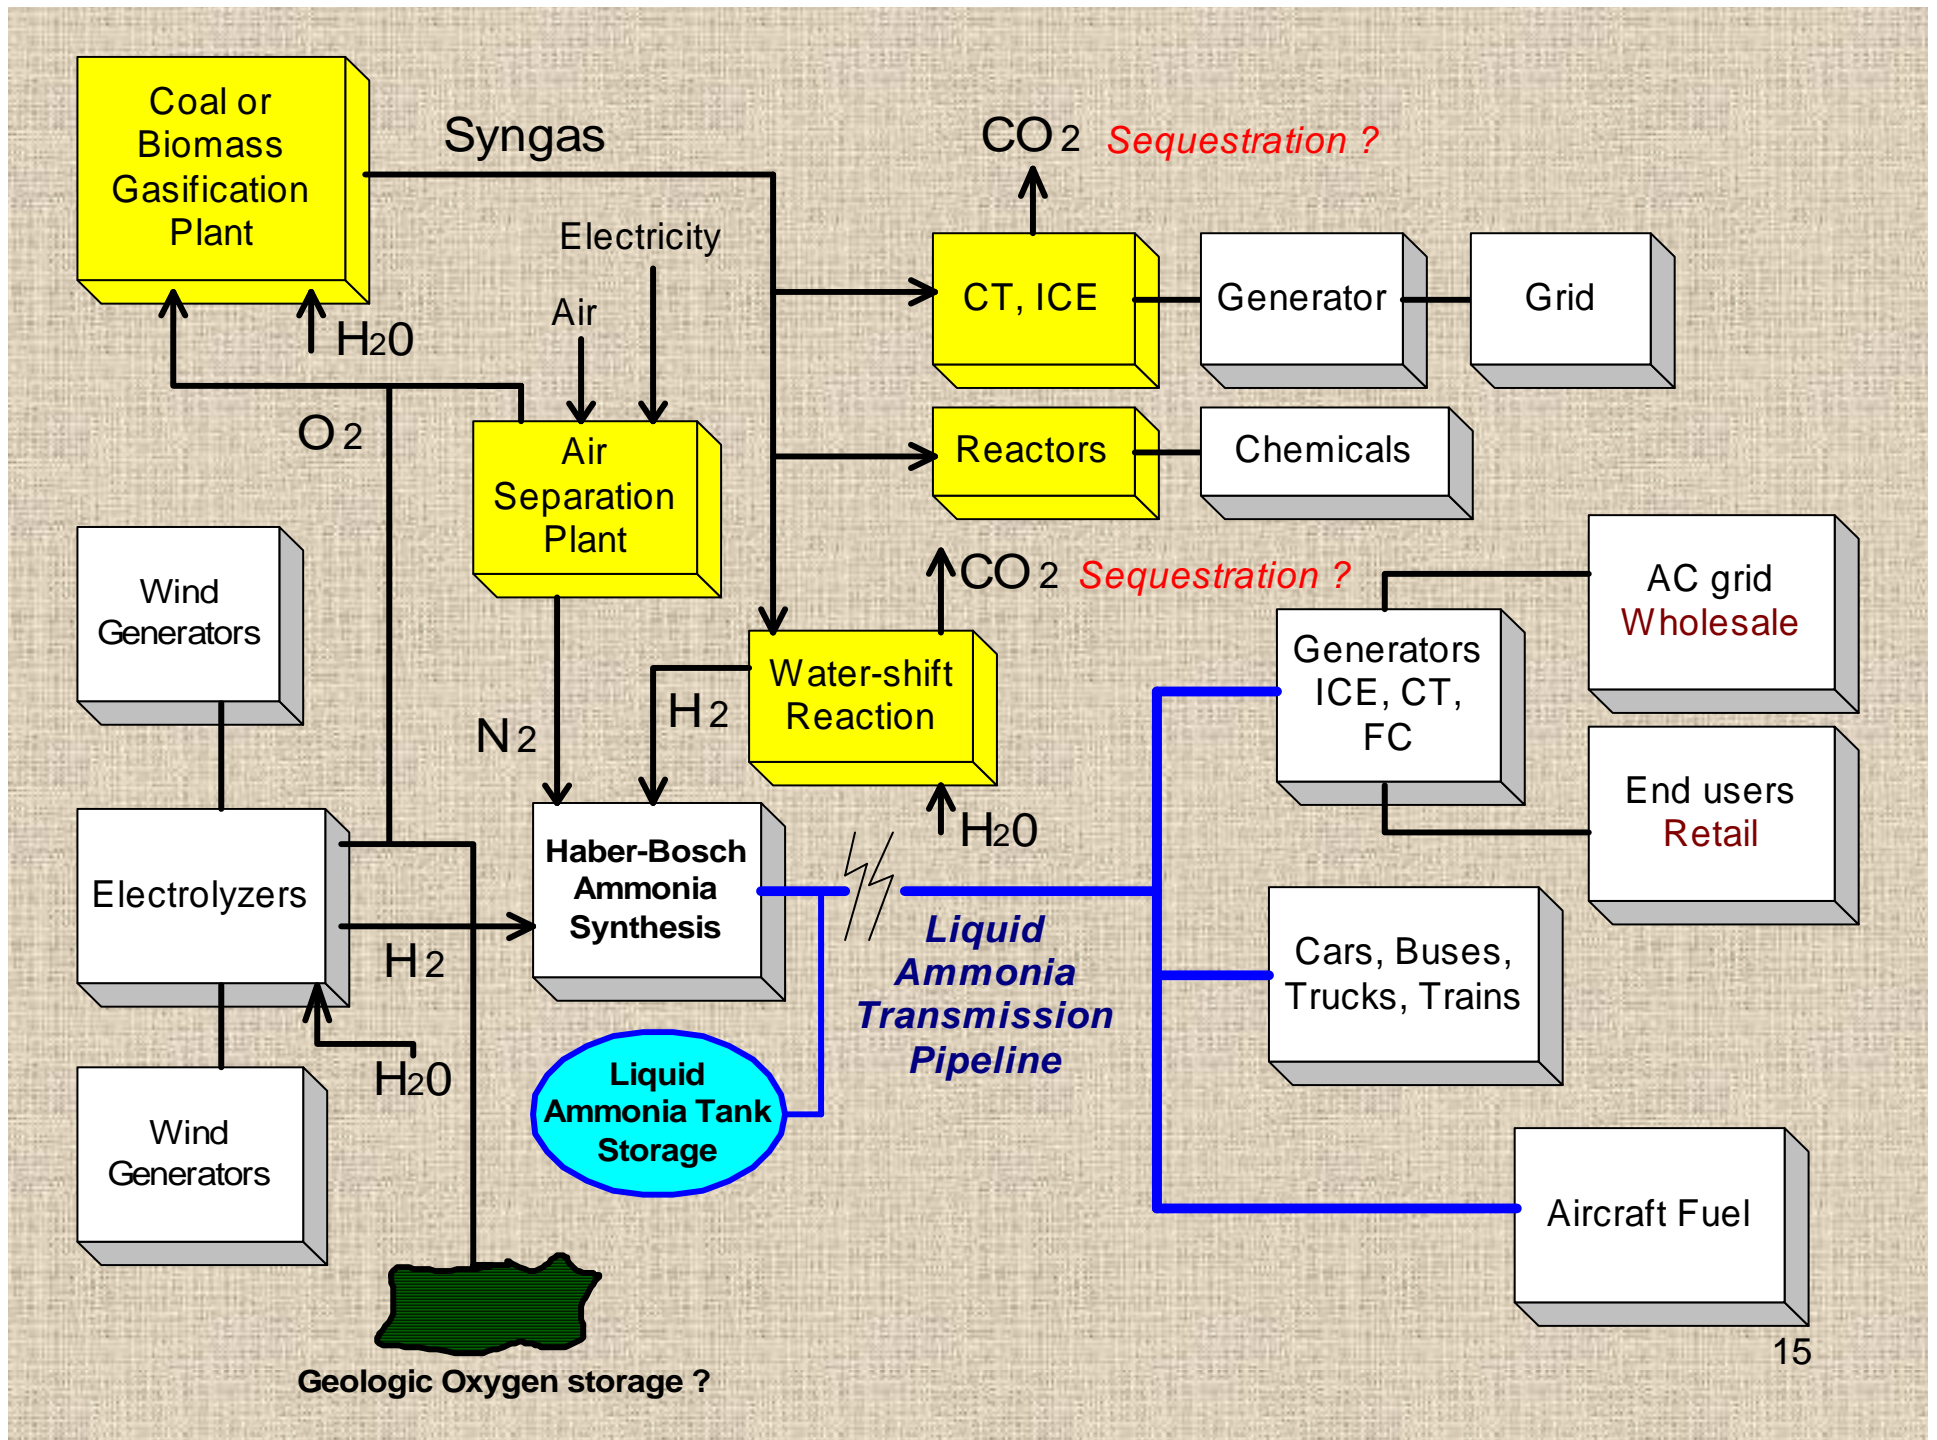 Coal or
Biomass
Gasification
Plant
Syngas
CO2 Sequestration ?
Electricity
Air
H20
CT, ICE
Generator
Grid
O2
Air
Separation
Plant
Reactors
Chemicals
Wind
Generators
CO2 Sequestration ?
AC grid
Wholesale
Water-shift
Reaction
Generators
ICE, CT,
FC
N2
H2
End users
Retail
H20
Electrolyzers
Haber-Bosch
Ammonia
Synthesis
H2
Liquid
Ammonia
Transmission
Pipeline
Cars, Buses,
Trucks, Trains
H20
Liquid
Ammonia Tank
Storage
Wind
Generators
Aircraft Fuel
Geologic Oxygen storage ?
15